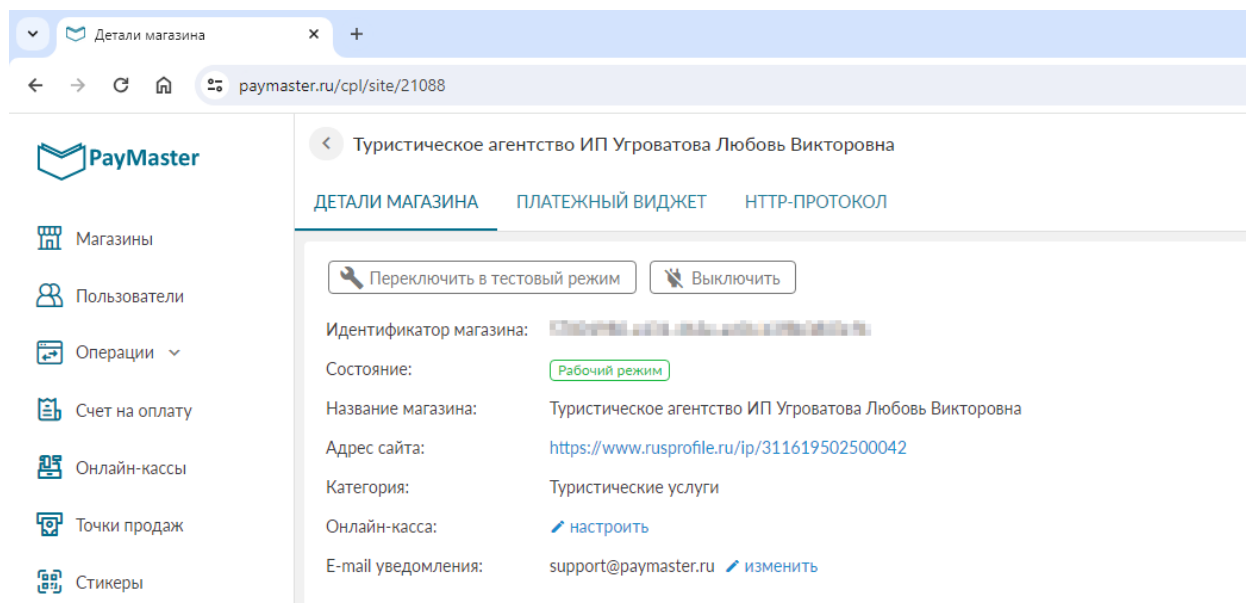 Детали магазина
paymaster.ru/cpl/site/21088
PayMaster
Магазины
Пользователи
Операции
Счет на оплату
Онлайн-кассы
Точки продаж
Стикеры
Туристическое агентство ИП Угроватова Любовь Викторовна
ДЕТАЛИ МАГАЗИНА ПЛАТЕЖНЫЙ ВИДЖЕТ HTTP-ПРОТОКОЛ
Переключить в тестовый режим Выключить
Идентификатор магазина:
Состояние: Рабочий режим
Название магазина: Туристическое агентство ИП Угроватова Любовь Викторовна
Адрес сайта: https://www.rusprofile.ru/ip/311619502500042
Категория: Туристические услуги
Онлайн-касса: настроить
E-mail уведомления: support@paymaster.ru изменить